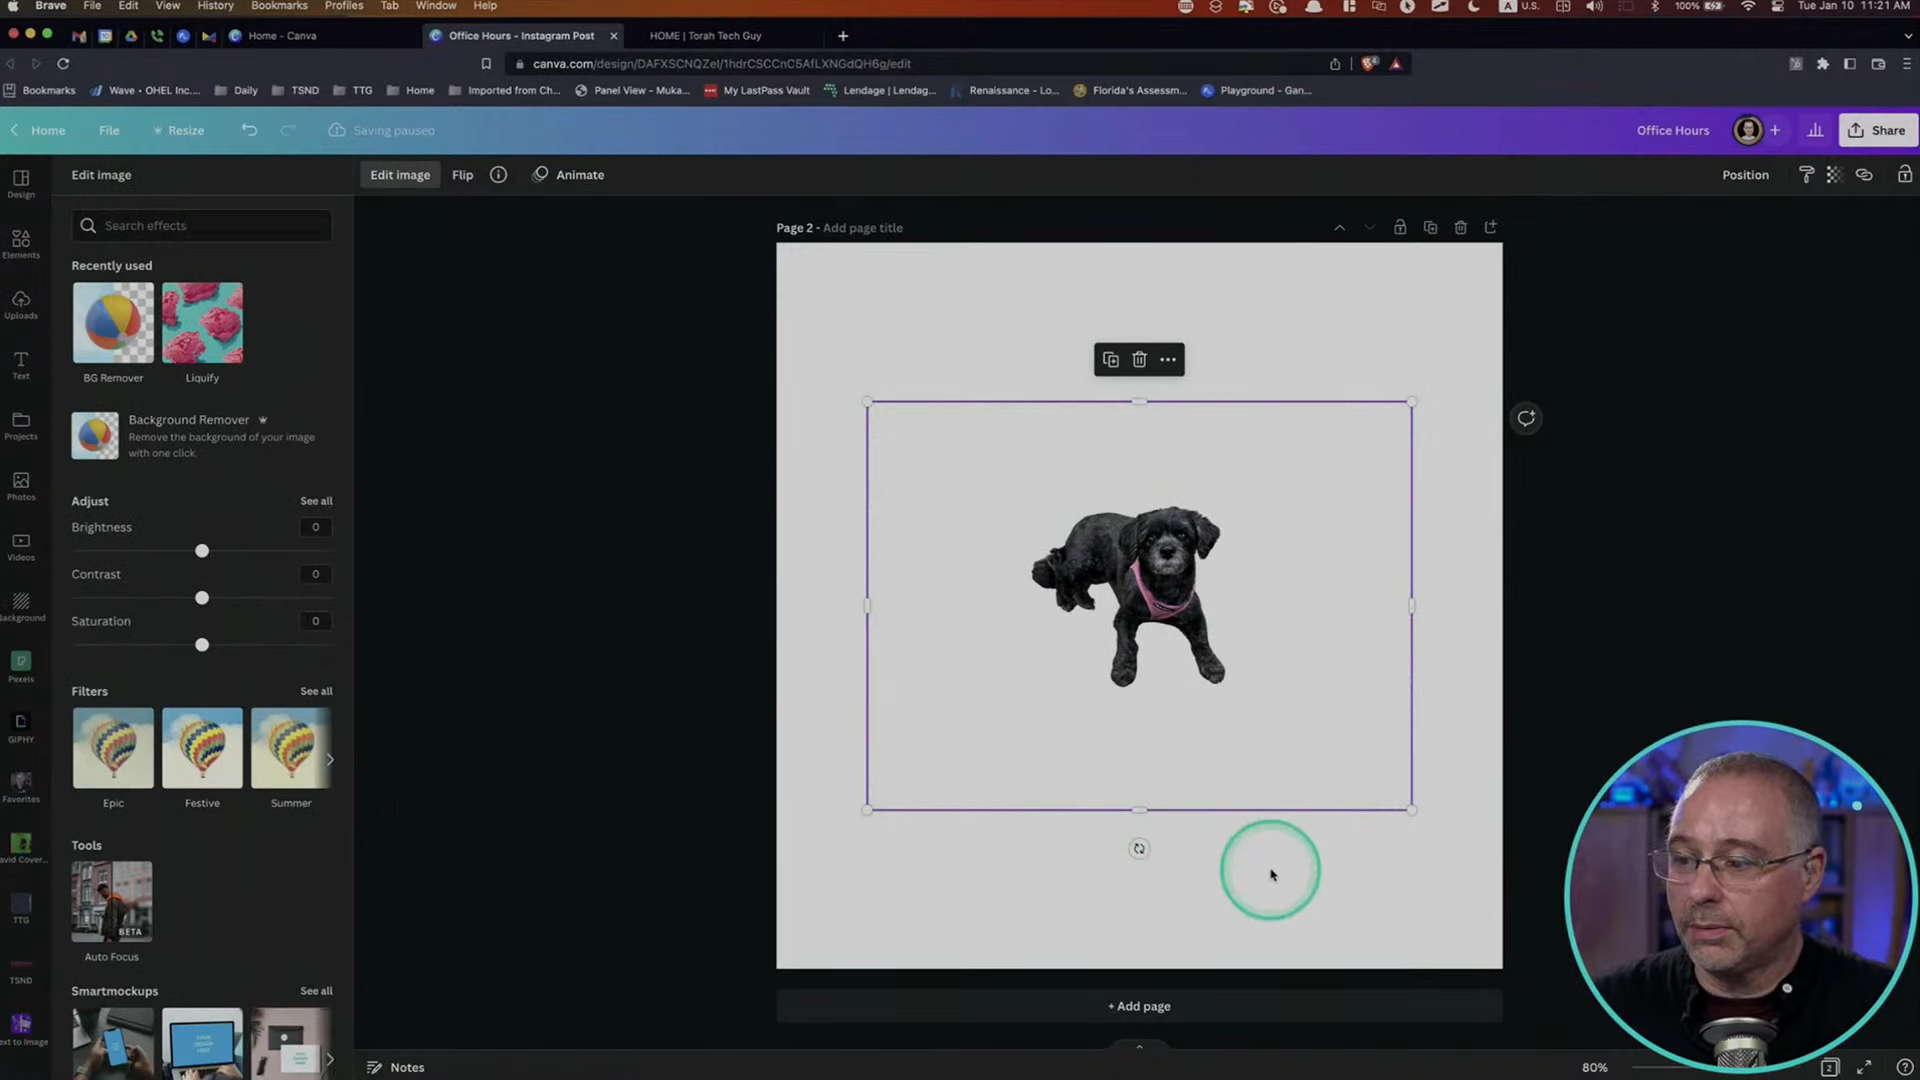 Brave File Edit View History Bookmarks Profiles Tab Window Help
U.S. 100% Tue Jan 10 11:21 AM
Home - Canva
Office Hours - Instagram Post
HOME | Torah Tech Guy
canva.com/design/DAFXSCNQZeI/1hdrCSCCnC5AfLXNGdQH6g/edit
Bookmarks Wave • OHEL Inc.... Daily TSND TTG Home Imported from Ch... Panel View - Muka... My LastPass Vault Lendage | Lendag... Renaissance - Lo... Florida's Assessm... Playground - Gan...
Home File Resize Saving paused Office Hours Share
Edit image
Edit image Flip Animate Position
Design
Elements
Uploads
Text
Projects
Photos
Videos
Background
Pexels
GIPHY
Favorites
TTG
TSND
Search effects
Recently used
BG Remover Liquify
Background Remover
Remove the background of your image
with one click.
Adjust See all
Brightness 0
Contrast 0
Saturation 0
Filters See all
Epic Festive Summer
Tools
BETA
Auto Focus
Smartmockups See all
Page 2 - Add page title
+ Add page
Notes
80%
2